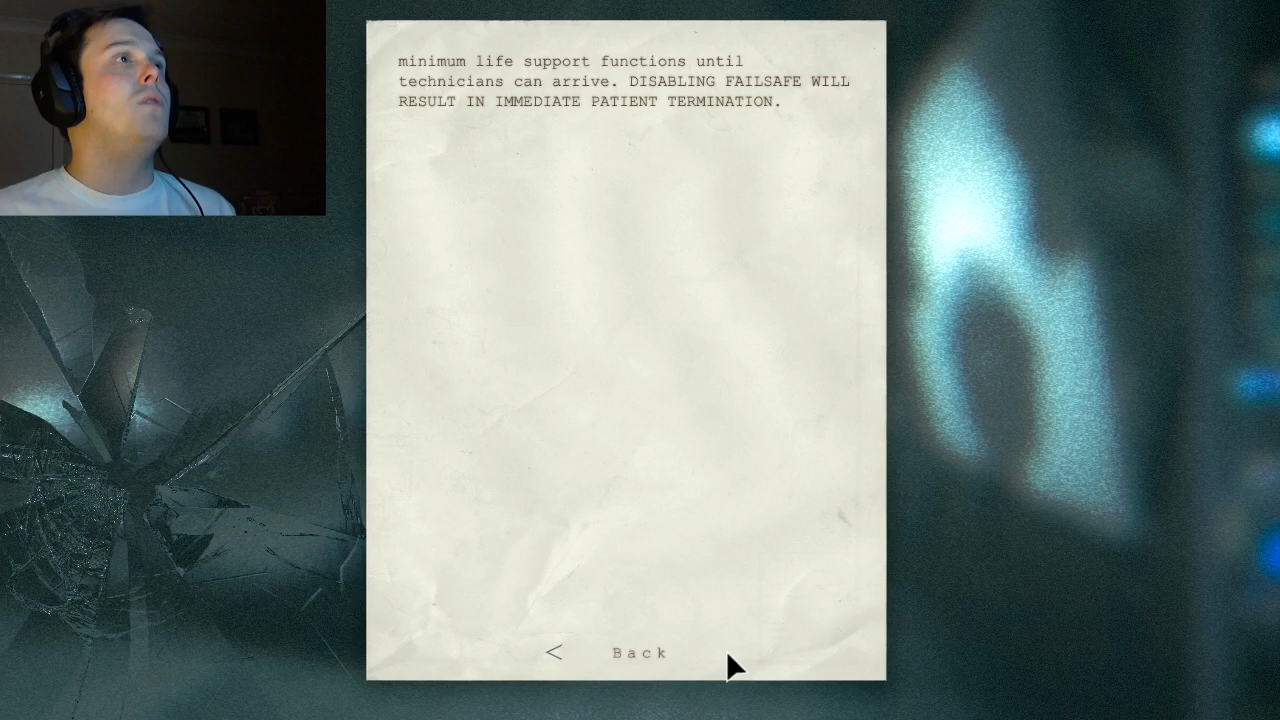 minimum life support functions until
technicians can arrive. DISABLING FAILSAFE WILL
RESULT IN IMMEDIATE PATIENT TERMINATION.
< Back